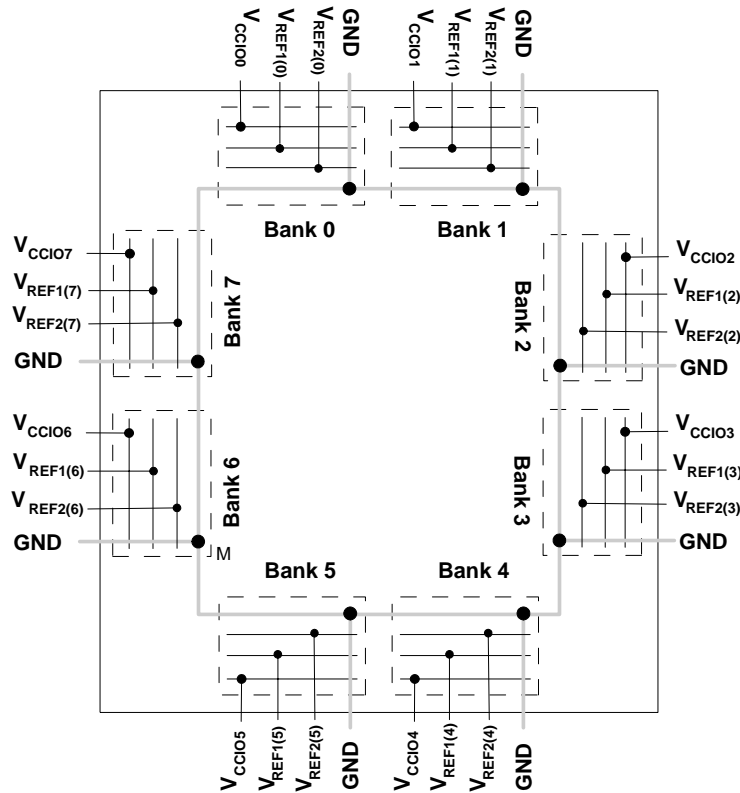 VCCIO0
VREF1(0)
VREF2(0)
GND
VCCIO1
VREF1(1)
VREF2(1)
GND
Bank 0
Bank 1
VCCIO7
VREF1(7)
VREF2(7)
GND
Bank 7
Bank 2
VCCIO2
VREF1(2)
VREF2(2)
GND
VCCIO6
VREF1(6)
VREF2(6)
GND
Bank 6
M
Bank 3
VCCIO3
VREF1(3)
VREF2(3)
GND
Bank 5
Bank 4
VCCIO5
VREF1(5)
VREF2(5)
GND
VCCIO4
VREF1(4)
VREF2(4)
GND